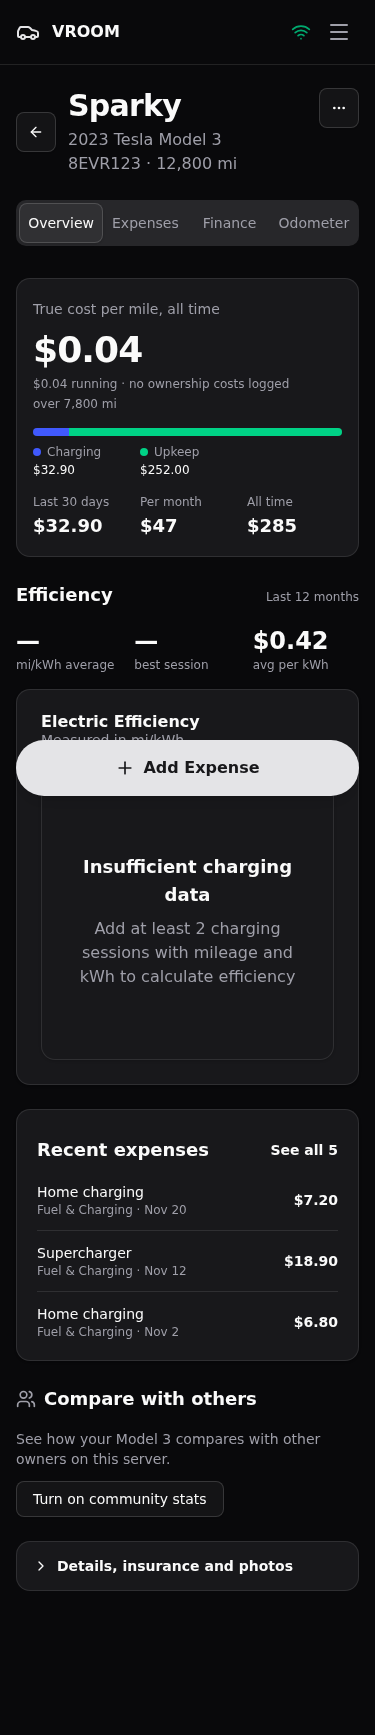 VROOM
Sparky
2023 Tesla Model 3
8EVR123 · 12,800 mi
Overview Expenses Finance Odometer
True cost per mile, all time
$0.04
$0.04 running · no ownership costs logged
over 7,800 mi
Charging Upkeep
$32.90 $252.00
Last 30 days Per month All time
$32.90 $47 $285
Efficiency Last 12 months
— — $0.42
mi/kWh average best session avg per kWh
Electric Efficiency
Measured in mi/kWh
Add Expense
Insufficient charging
data
Add at least 2 charging
sessions with mileage and
kWh to calculate efficiency
Recent expenses See all 5
Home charging
Fuel & Charging · Nov 20
$7.20
Supercharger
Fuel & Charging · Nov 12
$18.90
Home charging
Fuel & Charging · Nov 2
$6.80
Compare with others
See how your Model 3 compares with other
owners on this server.
Turn on community stats
Details, insurance and photos